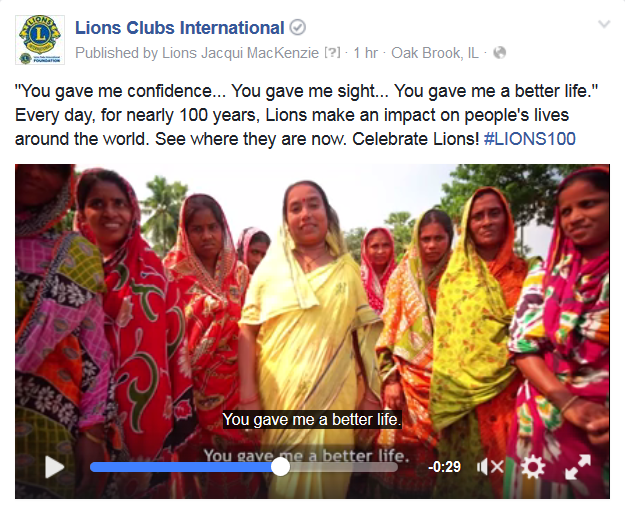 LIONS
INTERNATIONAL
FOUNDATION
Lions Clubs International
Published by Lions Jacqui MacKenzie [?] · 1 hr · Oak Brook, IL ·
"You gave me confidence... You gave me sight... You gave me a better life."
Every day, for nearly 100 years, Lions make an impact on people's lives
around the world. See where they are now. Celebrate Lions! #LIONS100
You gave me a better life.
You gave me a better life.
-0:29